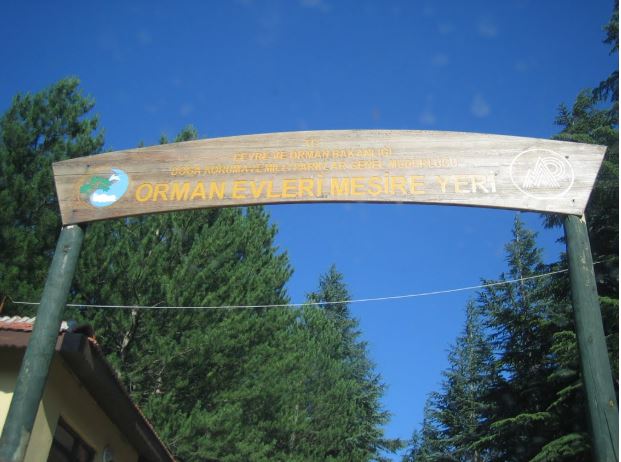 T.C.
ÇEVRE VE ORMAN BAKANLIĞI
DOĞA KORUMA VE MİLLİ PARKLAR GENEL MÜDÜRLÜĞÜ
ORMAN EVLERİ MESİRE YERİ